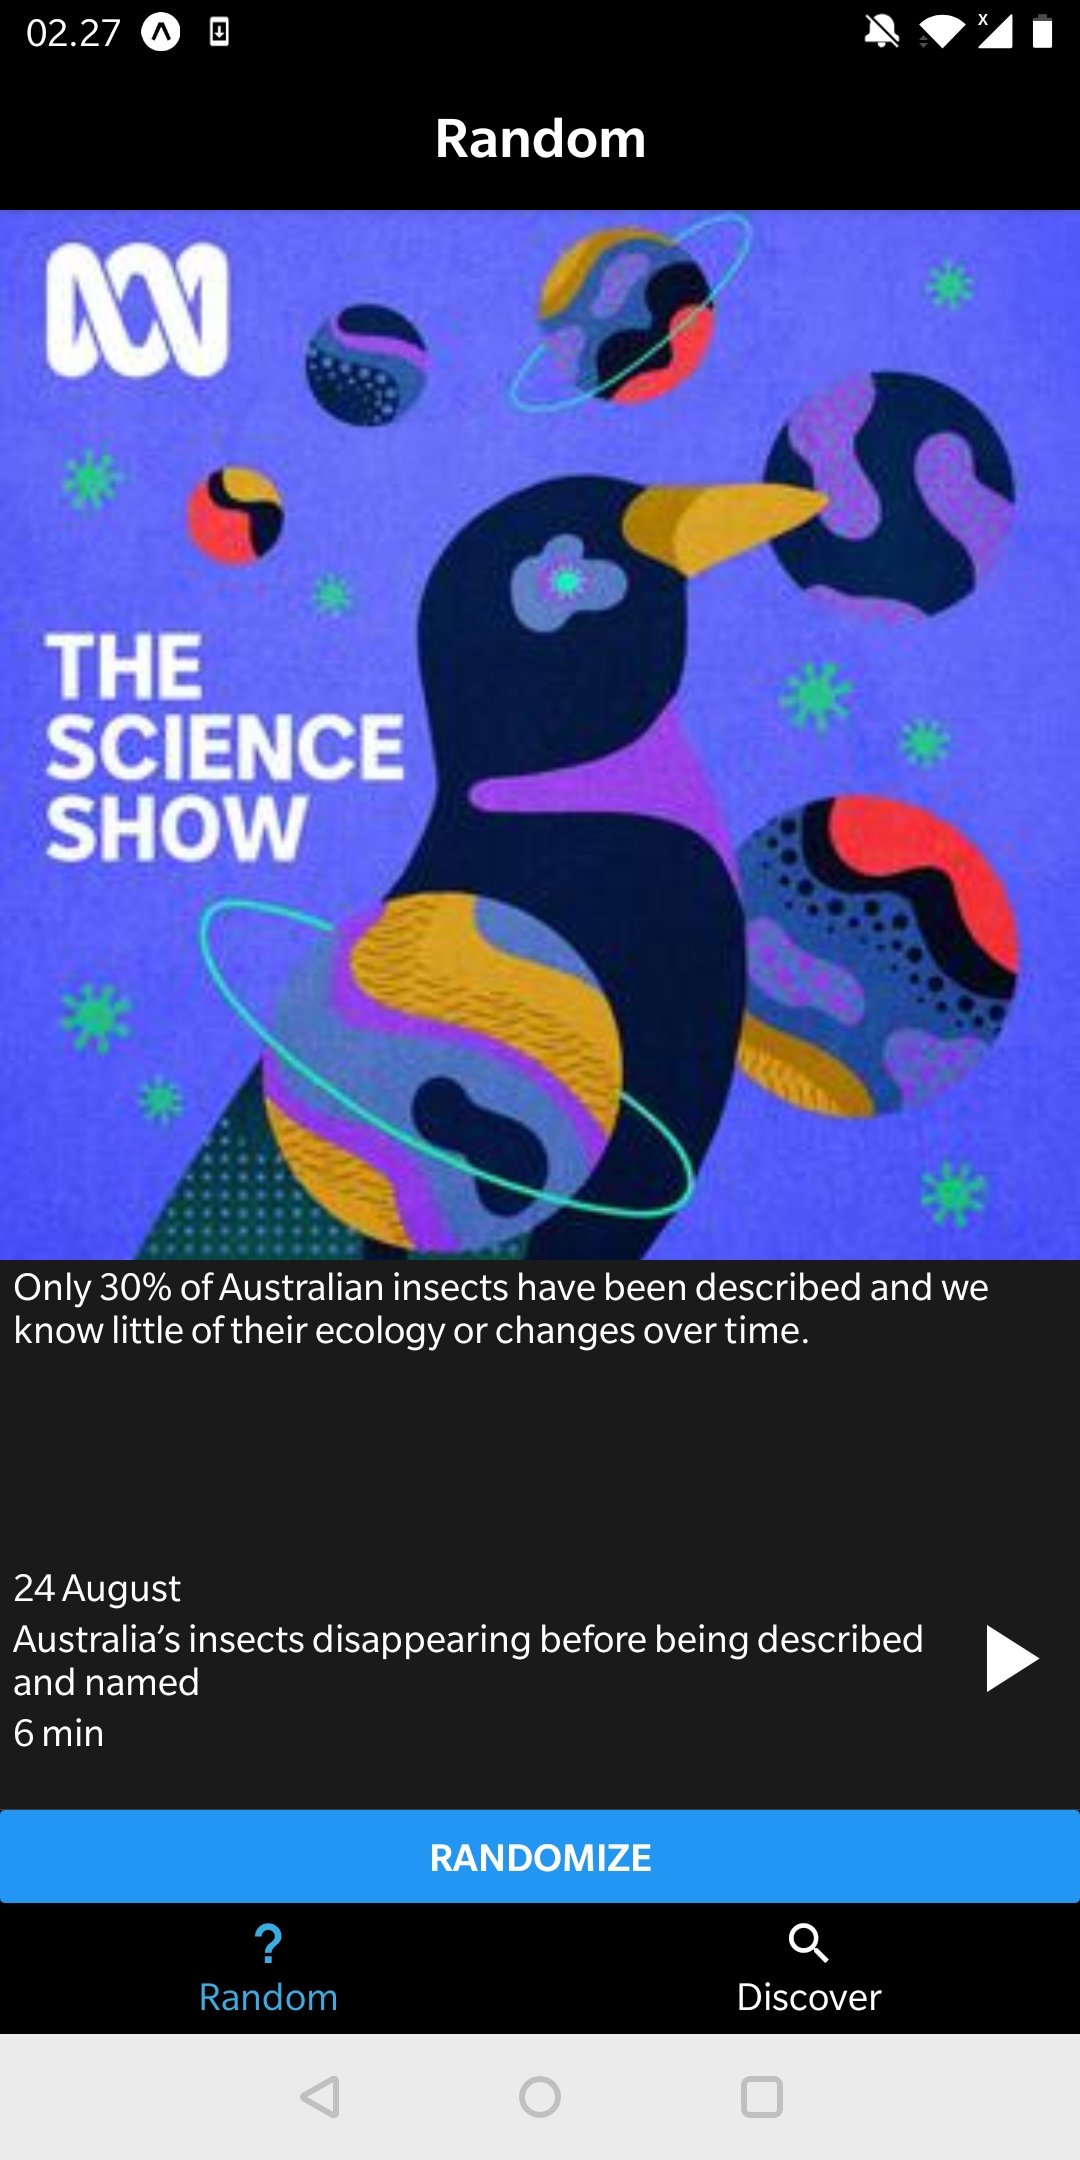 02.27
Random
THE
SCIENCE
SHOW
Only 30% of Australian insects have been described and we
know little of their ecology or changes over time.
24 August
Australia’s insects disappearing before being described
and named
6 min
RANDOMIZE
Random
Discover